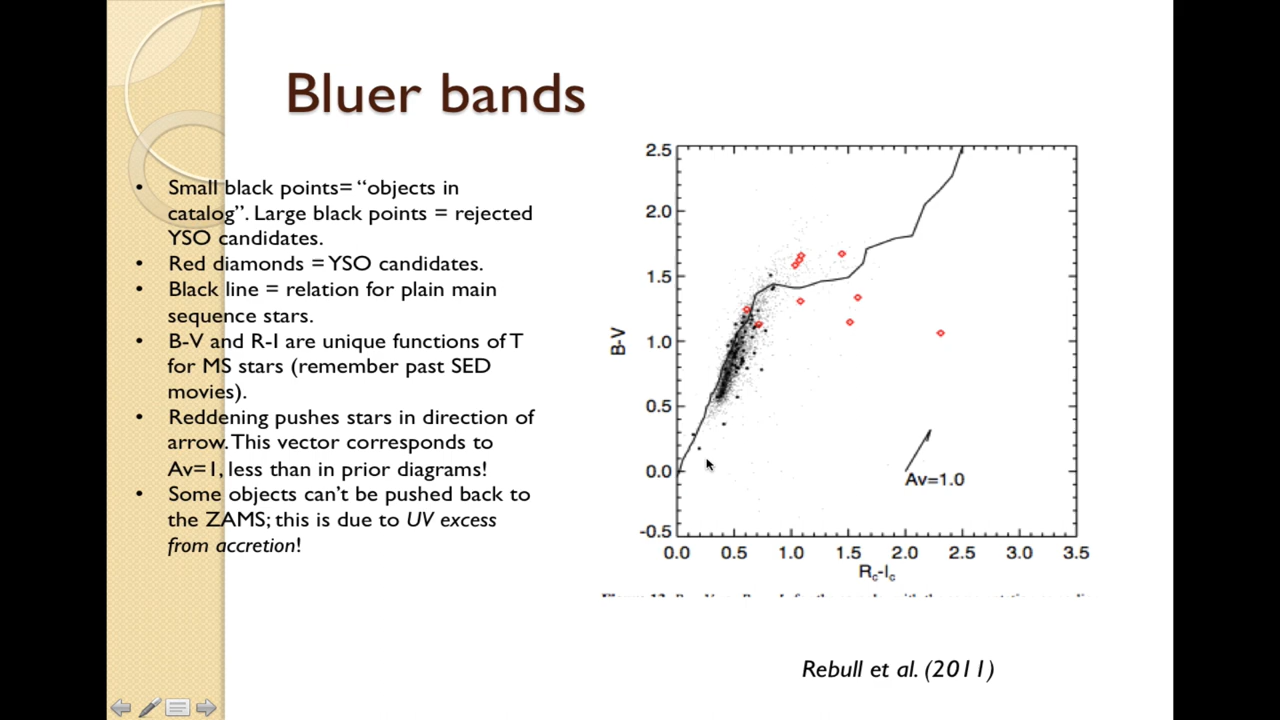 Bluer bands
• Small black points= “objects in
catalog”. Large black points = rejected
YSO candidates.
• Red diamonds = YSO candidates.
• Black line = relation for plain main
sequence stars.
• B-V and R-I are unique functions of T
for MS stars (remember past SED
movies).
• Reddening pushes stars in direction of
arrow. This vector corresponds to
Av=1, less than in prior diagrams!
• Some objects can’t be pushed back to
the ZAMS; this is due to UV excess
from accretion!
2.5
2.0
1.5
1.0
0.5
0.0
-0.5
B-V
Av=1.0
0.0 0.5 1.0 1.5 2.0 2.5 3.0 3.5
Rc-Ic
Rebull et al. (2011)